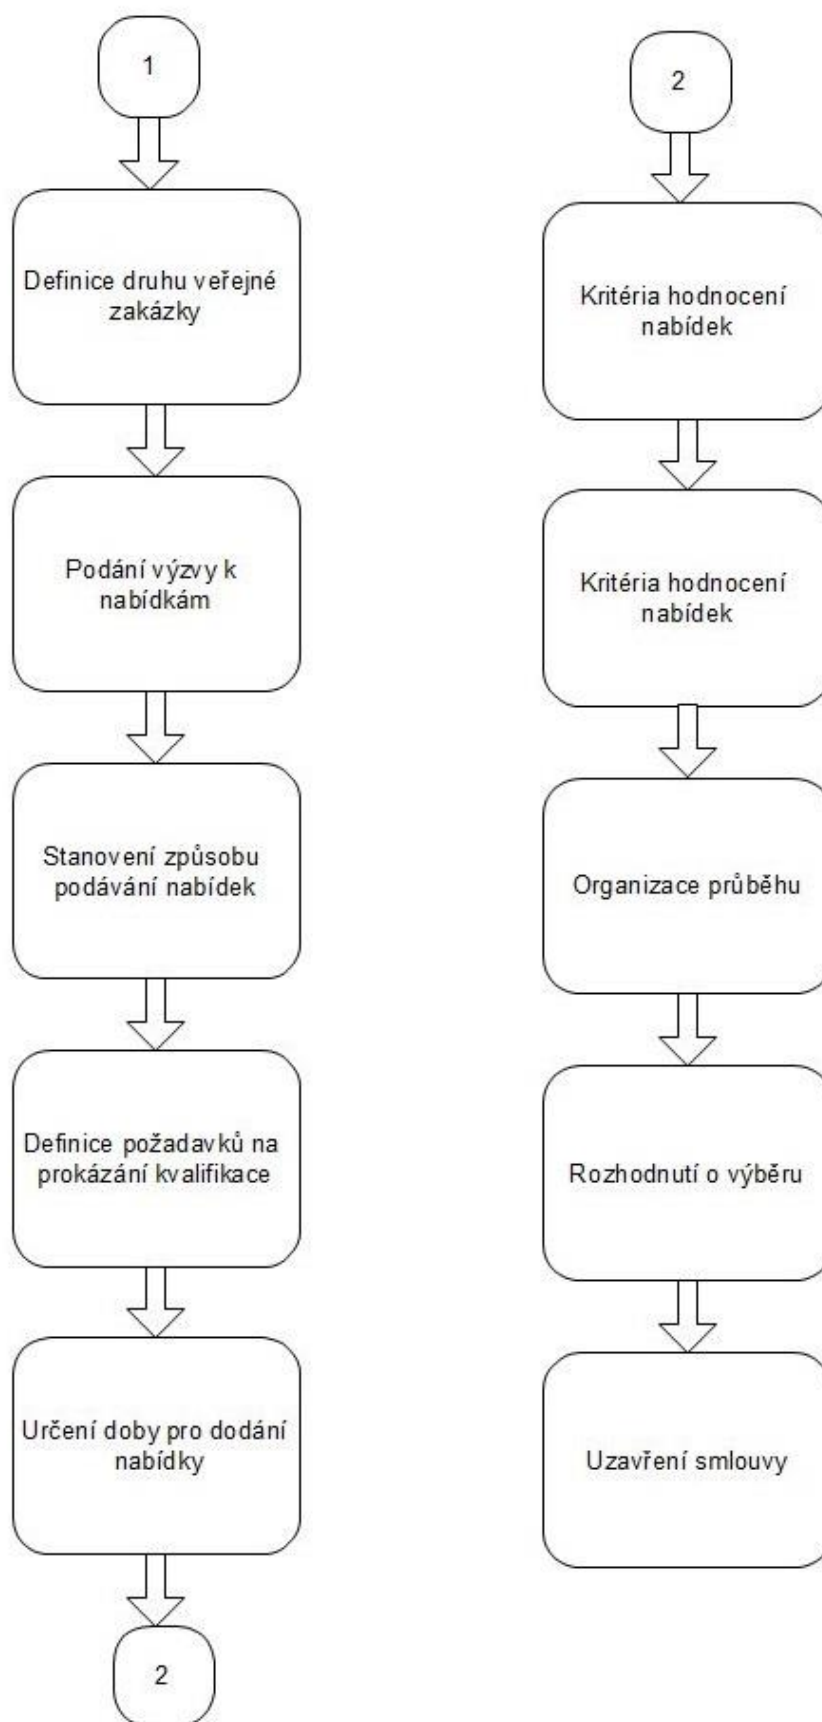 1
Definice druhu veřejné
zakázky
Podání výzvy k
nabídkám
Stanovení způsobu
podávání nabídek
Definice požadavků na
prokázání kvalifikace
Určení doby pro dodání
nabídky
2
2
Kritéria hodnocení
nabídek
Kritéria hodnocení
nabídek
Organizace průběhu
Rozhodnutí o výběru
Uzavření smlouvy